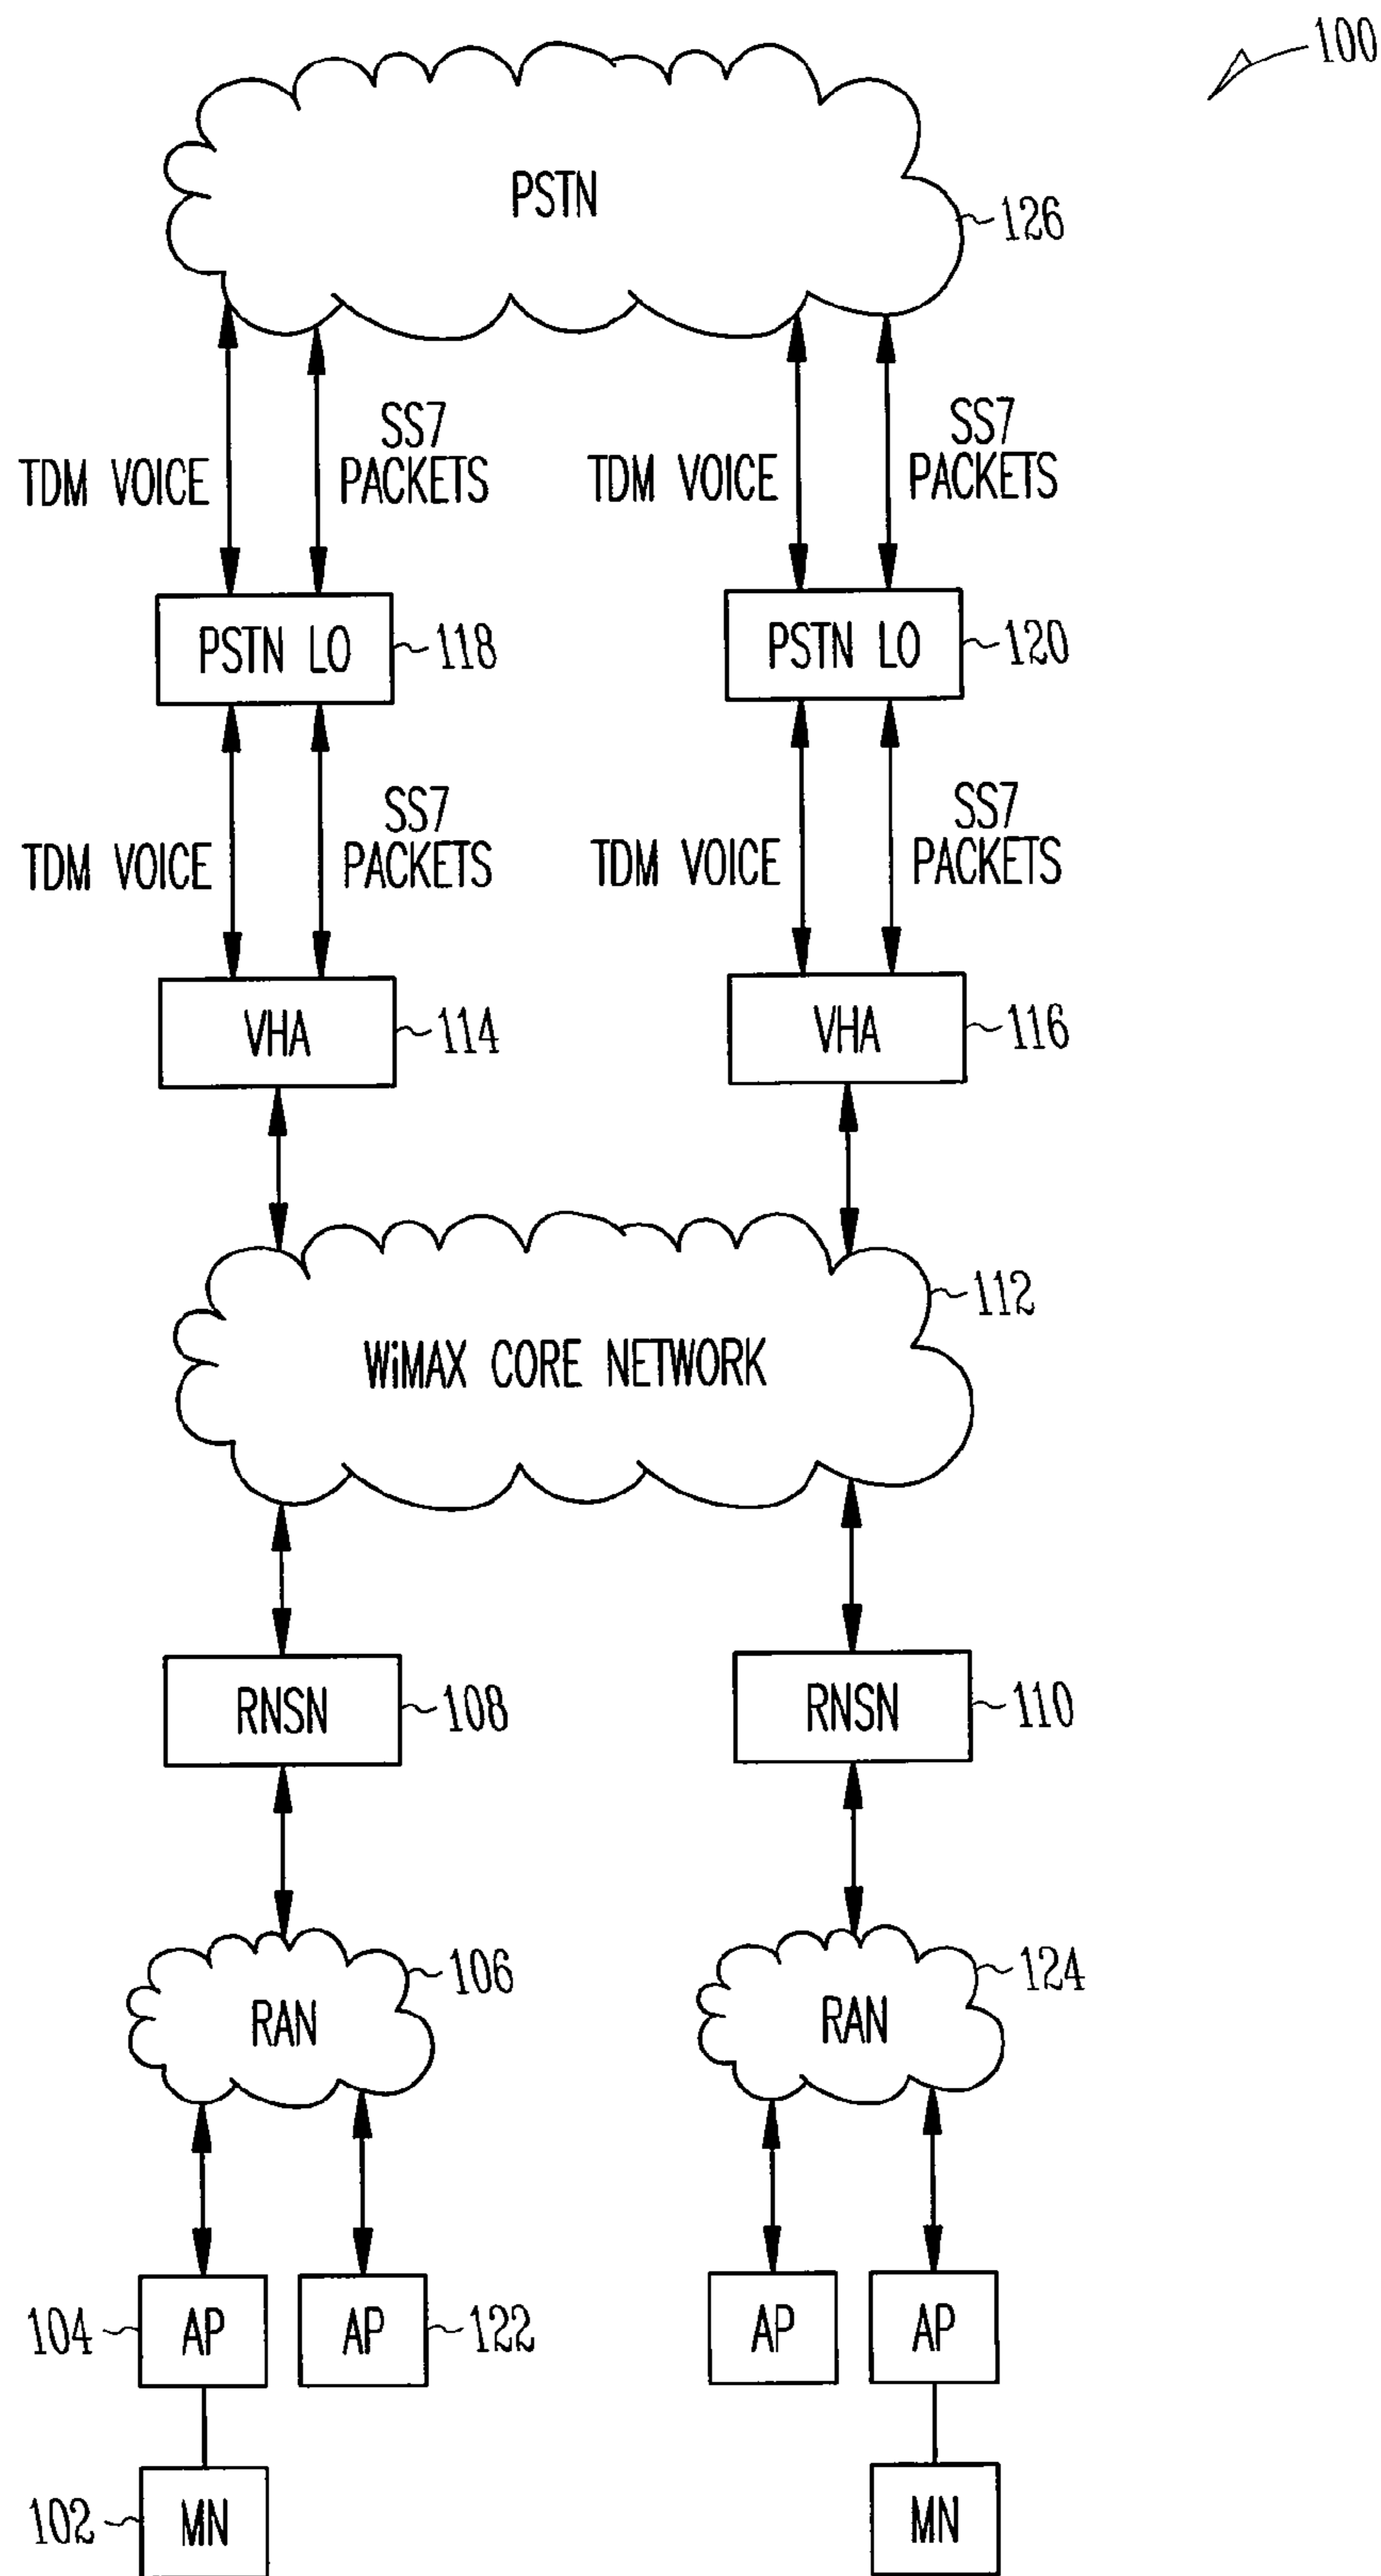 100
PSTN
126
SS7
PACKETS
TDM VOICE
SS7
PACKETS
TDM VOICE
PSTN LO
118
PSTN LO
120
SS7
PACKETS
TDM VOICE
SS7
PACKETS
TDM VOICE
VHA
114
VHA
116
112
WiMAX CORE NETWORK
RNSN
108
RNSN
110
106
RAN
124
RAN
104
AP
AP
122
AP
AP
102
MN
MN